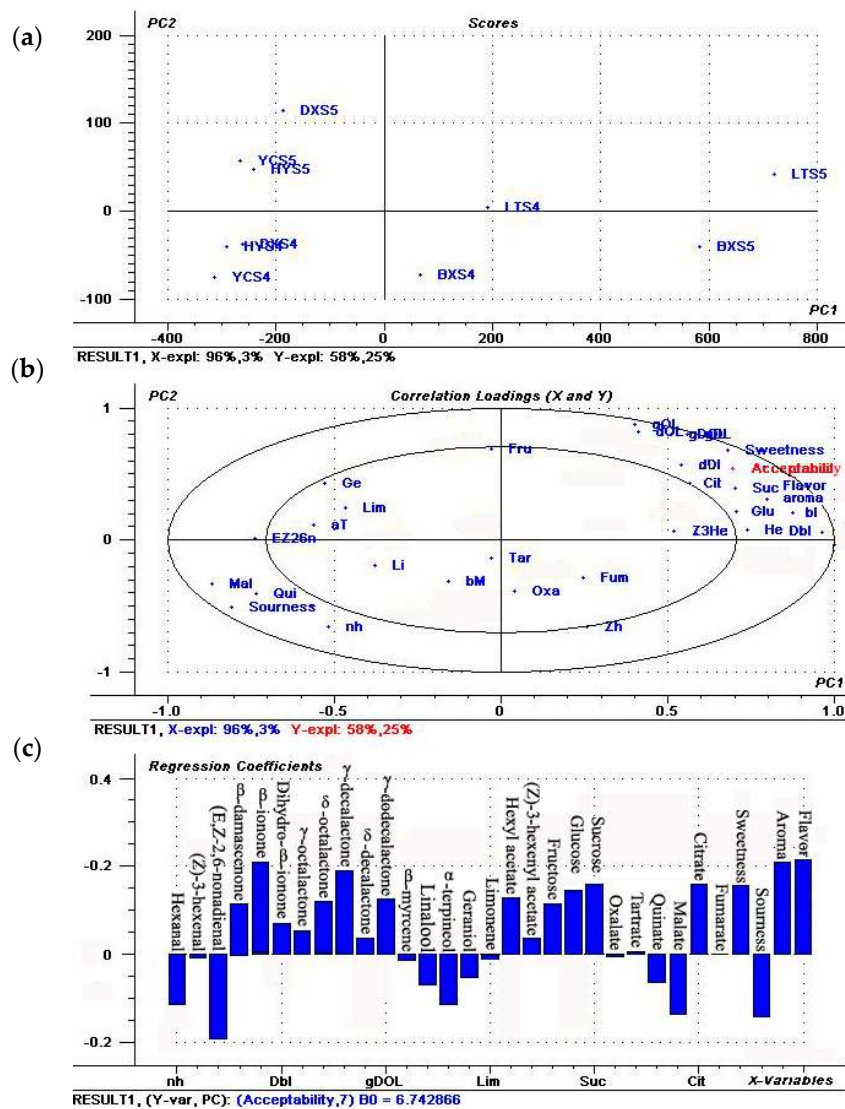 (a)
PC2
Scores
200
100
0
-100
DXS5
YCS5
HYS5
LTS5
LTS4
DXS4
HYS4
BXS5
YCS4
BXS4
PC1
-400
-200
0
200
400
600
800
RESULT1, X-expl: 96%,3% Y-expl: 58%,25%
(b)
PC2
Correlation Loadings (X and Y)
1
0
-1
gOL
dOL
gDOL
Sweetness
Fru
dDl
Acceptability
Ge
Cit
Suc
Flavor
Lim
aroma
aT
Glu
bI
EZ26n
Z3He
He
Dbl
Li
Tar
Mal
bM
Fum
Qui
Oxa
Sourness
nh
Zh
PC1
-1.0
-0.5
0
0.5
1.0
RESULT1, X-expl: 96%,3% Y-expl: 58%,25%
(c)
Regression Coefficients
0.4
-0.2
0
-0.2
Hexanal
(Z)-3-hexenal
(E,Z-2,6-nonadienal
β-damascenone
β-ionone
Dihydro-β-ionone
γ-octalactone
δ-octalactone
γ-decalactone
δ-decalactone
γ-dodecalactone
β-myrcene
Linalool
α-terpineol
Geraniol
Limonene
Hexyl acetate
(Z)-3-hexenyl acetate
Fructose
Glucose
Sucrose
Oxalate
Tartrate
Quinate
Malate
Citrate
Fumarate
Sweetness
Sourness
Aroma
Flavor
nh
Dbl
gDOL
Lim
Suc
Cit
X-Variables
RESULT1, (Y-var, PC): (Acceptability,7) B0 = 6.742866